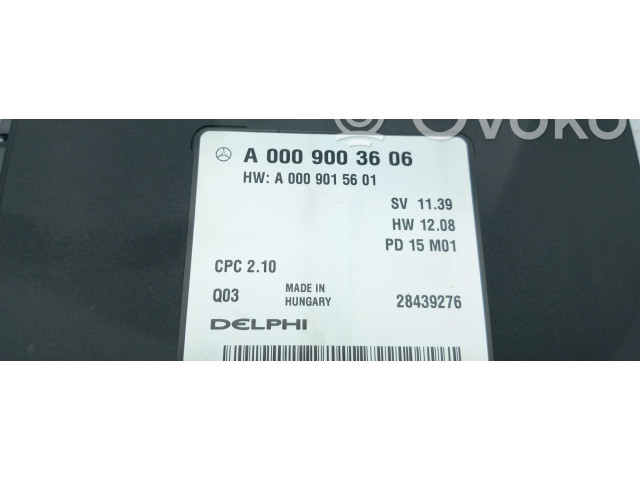 Ovoko
A 000 900 36 06
HW: A 000 901 56 01
SV 11.39
HW 12.08
PD 15 M01
CPC 2.10
Q03
MADE IN
HUNGARY
28439276
DELPHI